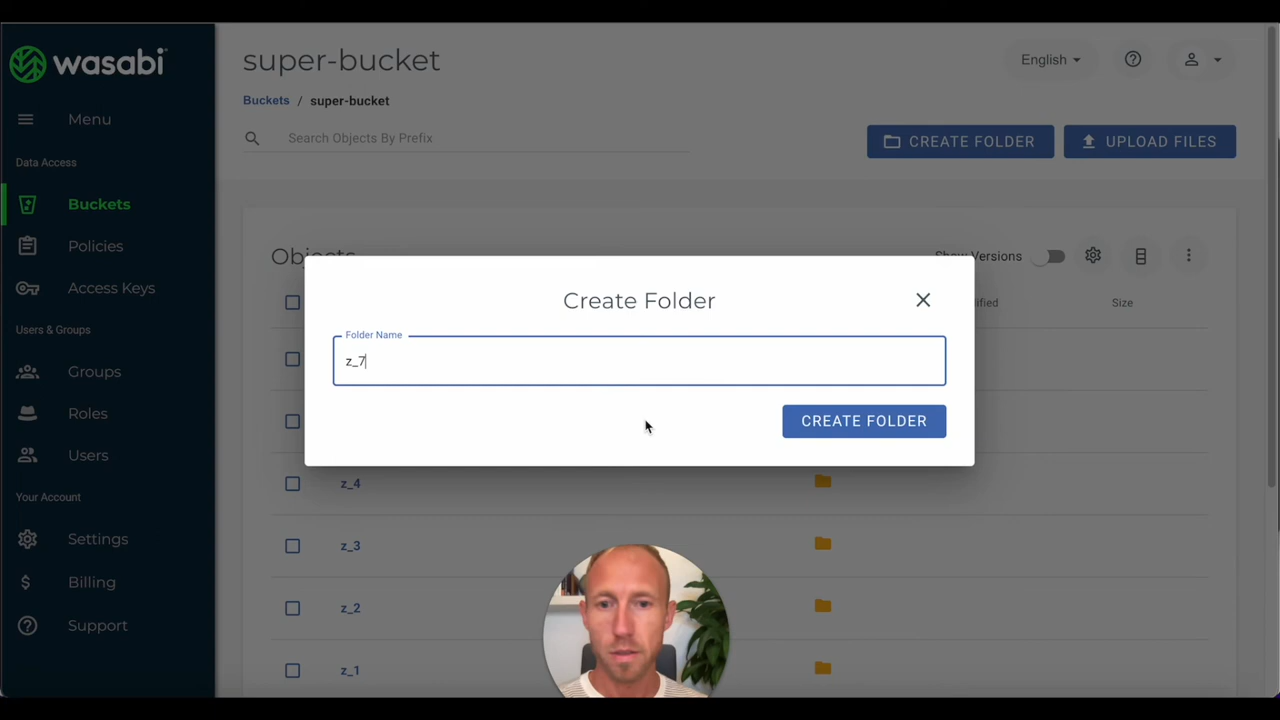 wasabi
super-bucket
English
Buckets / super-bucket
Menu
Search Objects By Prefix
CREATE FOLDER
UPLOAD FILES
Data Access
Buckets
Policies
Access Keys
Users & Groups
Groups
Roles
Users
Your Account
Settings
Billing
Support
Objects
Show Versions
Size
Create Folder
Folder Name
z_7
CREATE FOLDER
z_4
z_3
z_2
z_1